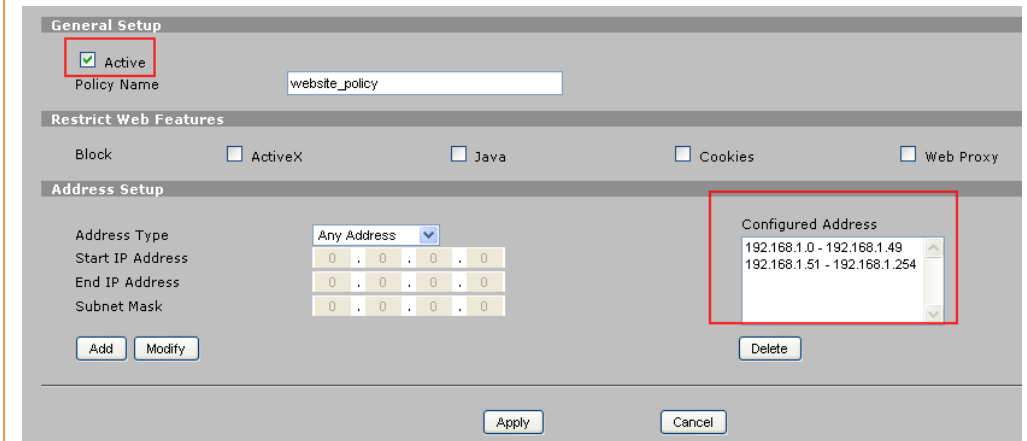 General Setup
Active
Policy Name website_policy
Restrict Web Features
Block ActiveX Java Cookies Web Proxy
Address Setup
Configured Address
Address Type Any Address 192.168.1.0 - 192.168.1.49
Start IP Address 0 . 0 . 0 . 0 192.168.1.51 - 192.168.1.254
End IP Address 0 . 0 . 0 . 0
Subnet Mask 0 . 0 . 0 . 0
Add Modify Delete
Apply Cancel